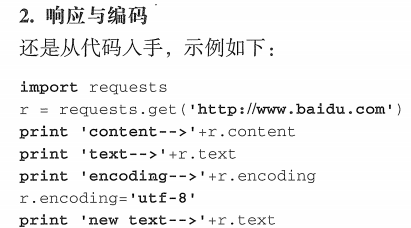 2. 响应与编码
还是从代码入手，示例如下：
import requests
r = requests.get('http://www.baidu.com')
print 'content-->'+r.content
print 'text-->'+r.text
print 'encoding-->'+r.encoding
r.encoding='utf-8'
print 'new text-->'+r.text